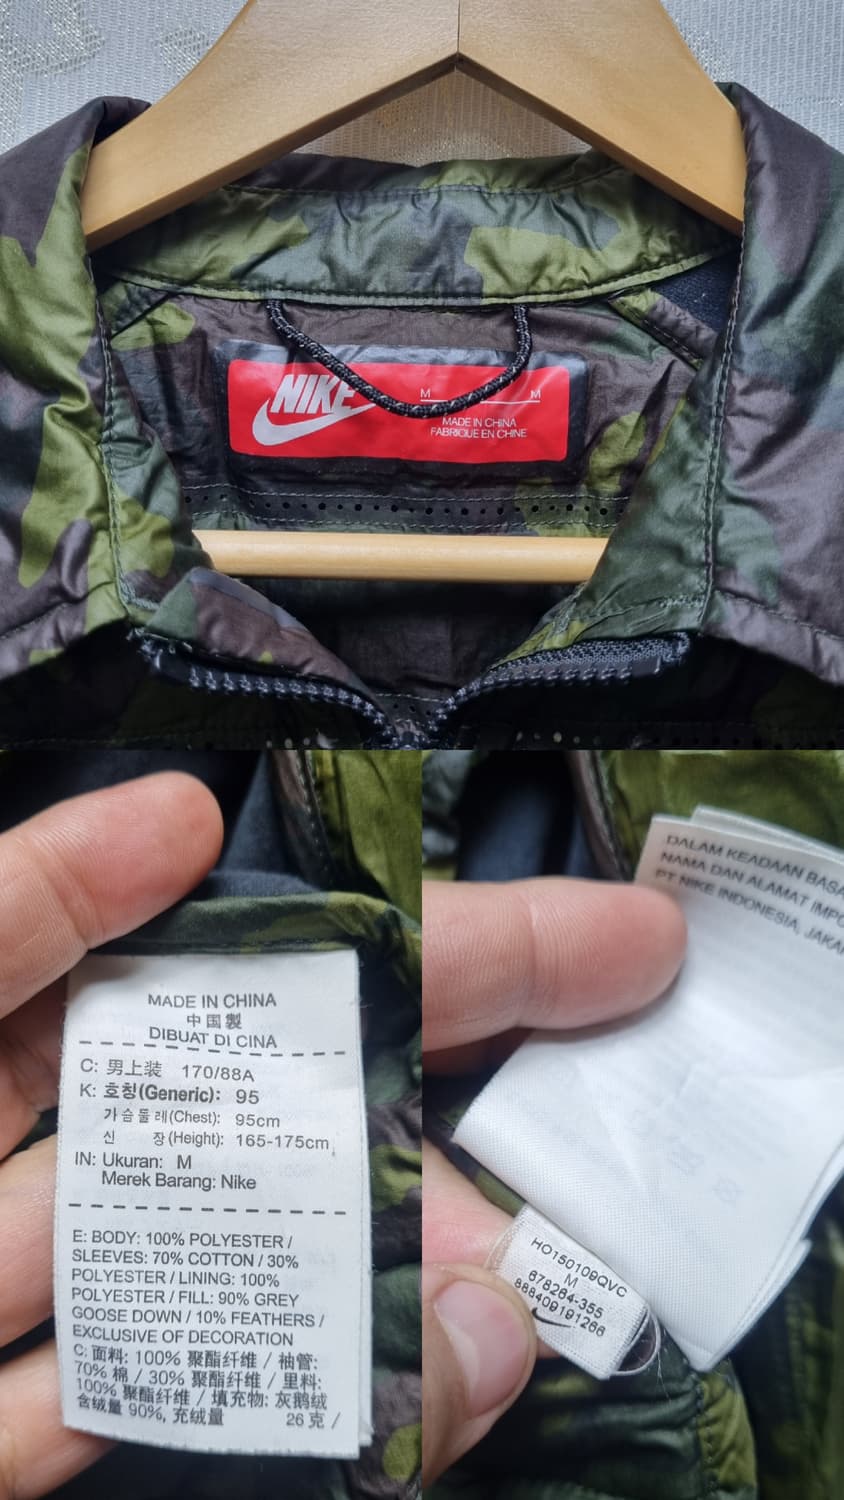 NIKE
M M
MADE IN CHINA
FABRIQUE EN CHINE
MADE IN CHINA
中国製
DIBUAT DI CINA
C: 男上装 170/88A
K: 호칭(Generic): 95
가슴둘레(Chest): 95cm
신 장(Height): 165-175cm
IN: Ukuran: M
Merek Barang: Nike
E: BODY: 100% POLYESTER /
SLEEVES: 70% COTTON / 30%
POLYESTER / LINING: 100%
POLYESTER / FILL: 90% GREY
GOOSE DOWN / 10% FEATHERS /
EXCLUSIVE OF DECORATION
C: 面料: 100% 聚酯纤维 / 袖管:
70% 棉 / 30% 聚酯纤维 / 里料:
100% 聚酯纤维 / 填充物: 灰鹅绒
含绒量 90%, 充绒量 26 克 /
DALAM KEADAAN BASA
NAMA DAN ALAMAT IMPO
PT NIKE INDONESIA, JAKA
HO150109QVC
M
678264-355
888409191266